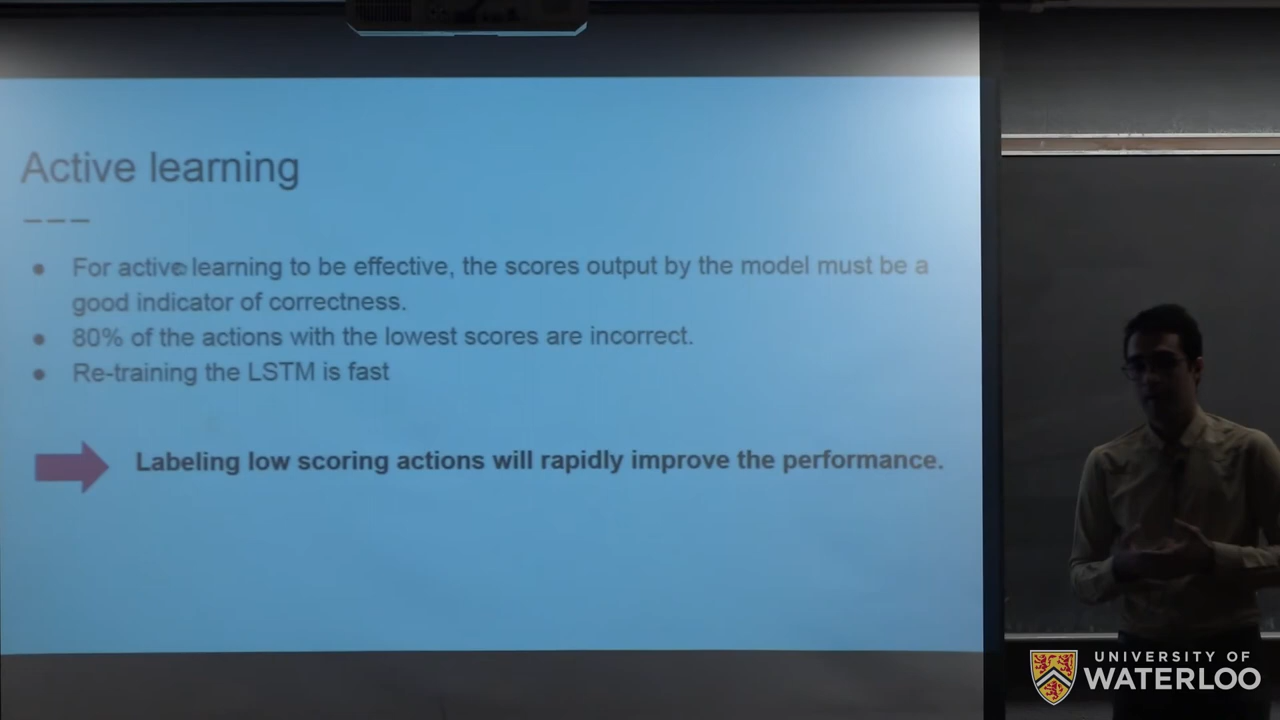 Active learning
For active learning to be effective, the scores output by the model must be a
good indicator of correctness.
80% of the actions with the lowest scores are incorrect.
Re-training the LSTM is fast
Labeling low scoring actions will rapidly improve the performance.
UNIVERSITY OF
WATERLOO